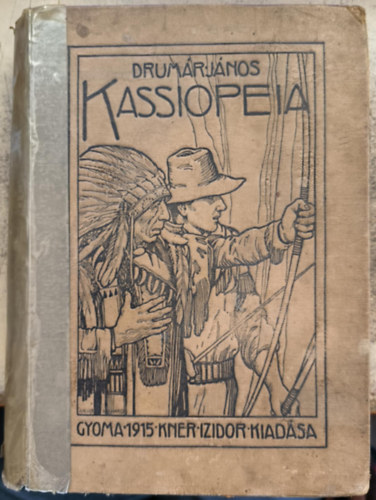 DRUMÁR JÁNOS
KASSIOPEIA
GYOMA·1915·KNER·IZIDOR·KIADÁSA